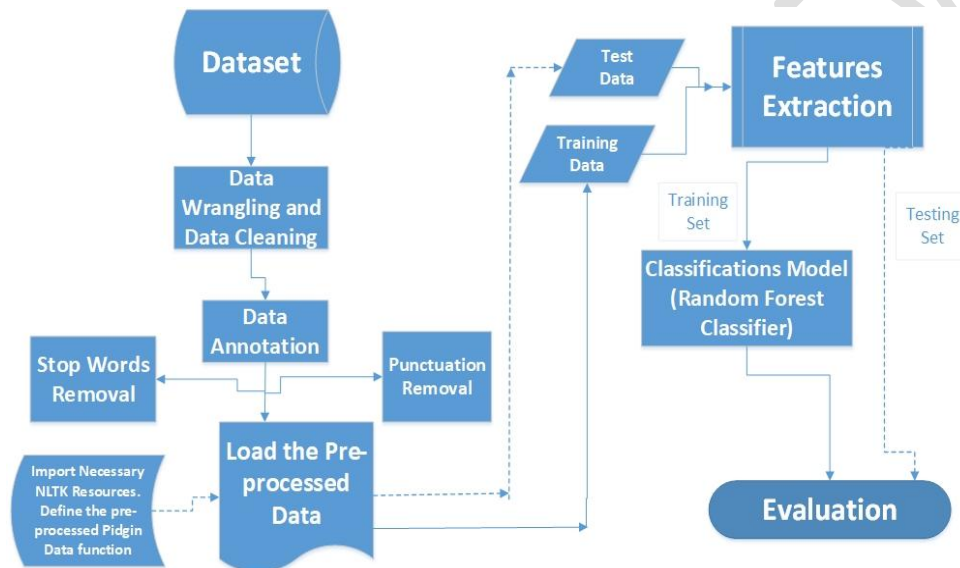 Dataset
Data
Wrangling and
Data Cleaning
Data
Annotation
Stop Words
Removal
Punctuation
Removal
Import Necessary
NLTK Resources.
Define the pre-
processed Pidgin
Data function
Load the Pre-
processed
Data
Test
Data
Training
Data
Features
Extraction
Training
Set
Testing
Set
Classifications Model
(Random Forest
Classifier)
Evaluation